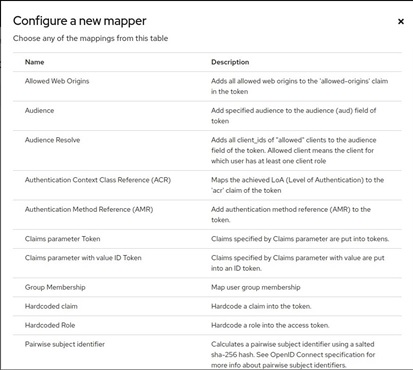 Configure a new mapper
Choose any of the mappings from this table
Name Description
Allowed Web Origins Adds all allowed web origins to the 'allowed-origins' claim
in the token
Audience Add specified audience to the audience (aud) field of
token
Audience Resolve Adds all client_ids of "allowed" clients to the audience
field of the token. Allowed client means the client for
which user has at least one client role
Authentication Context Class Reference (ACR) Maps the achieved LoA (Level of Authentication) to the
'acr' claim of the token
Authentication Method Reference (AMR) Add authentication method reference (AMR) to the
token.
Claims parameter Token Claims specified by Claims parameter are put into tokens.
Claims parameter with value ID Token Claims specified by Claims parameter with value are put
into an ID token.
Group Membership Map user group membership
Hardcoded claim Hardcode a claim into the token.
Hardcoded Role Hardcode a role into the access token.
Pairwise subject identifier Calculates a pairwise subject identifier using a salted
sha-256 hash. See OpenID Connect specification for
more info about pairwise subject identifiers.